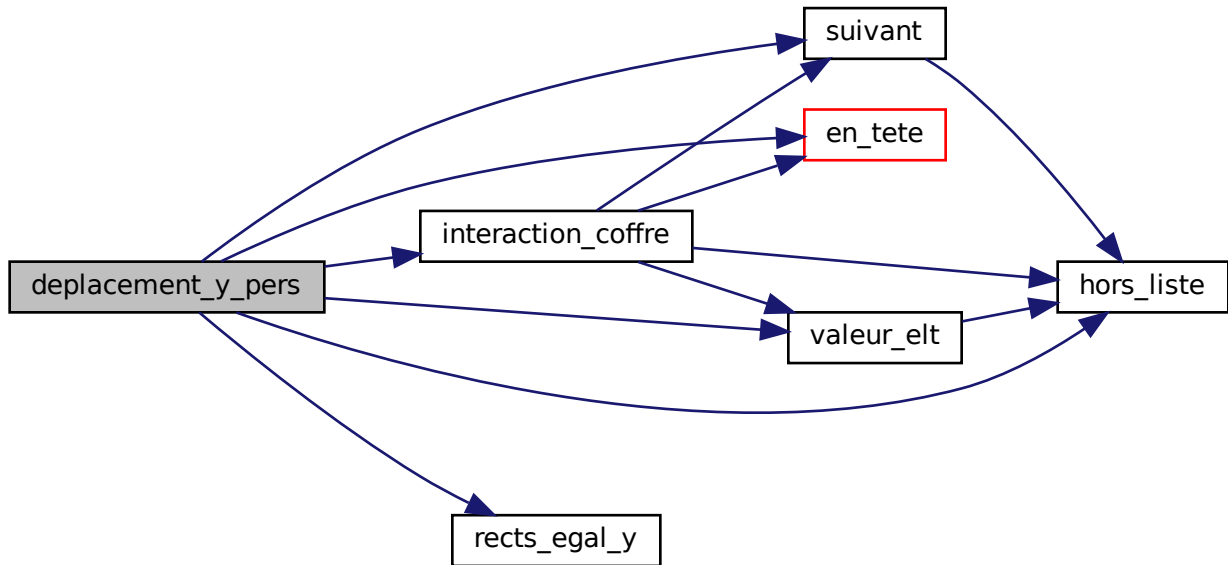 suivant
en_tete
interaction_coffre
deplacement_y_pers
hors_liste
valeur_elt
rects_egal_y